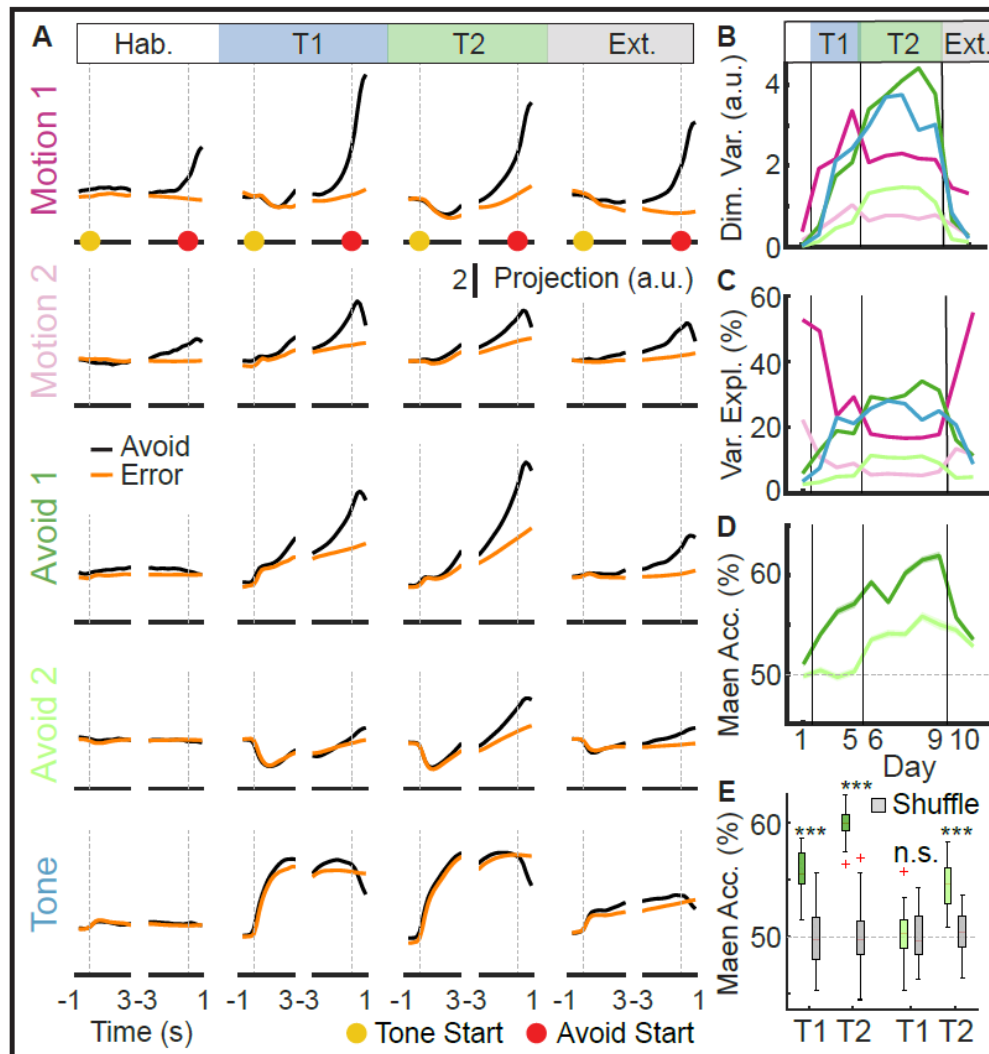 A
Hab. T1 T2 Ext.
Motion 1
2 Projection (a.u.)
Motion 2
Avoid
Error
Avoid 1
Avoid 2
Tone
-1 3 -3 1 -1 3 -3 1 -1 3 -3 1 -1 3 -3 1
Time (s)
Tone Start Avoid Start
B
T1 T2 Ext.
Dim. Var. (a.u.)
4
2
0
C
Var. Expl. (%)
60
40
20
0
D
Maen Acc. (%)
60
50
1 5 6 9 10
Day
E
Maen Acc. (%)
60
50
Shuffle
*** *** n.s. ***
T1 T2 T1 T2